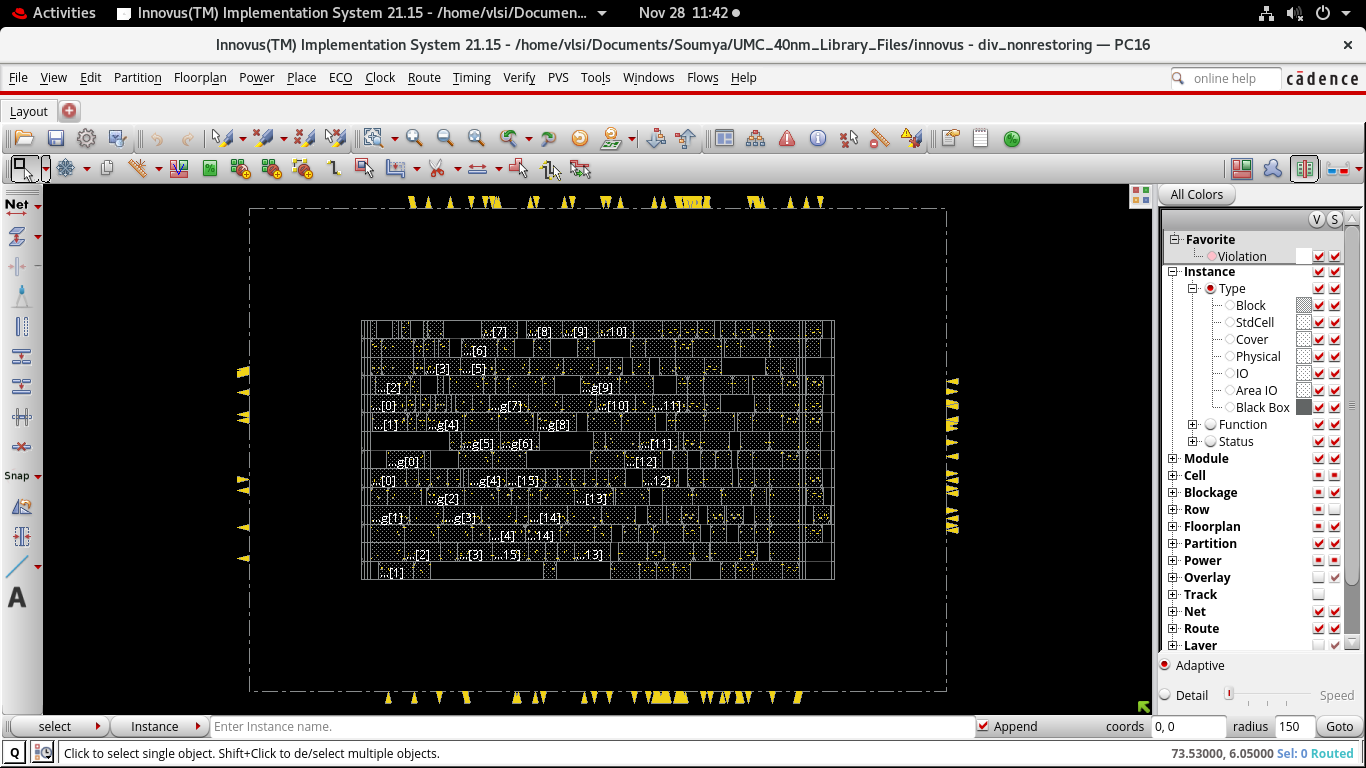 Activities Innovus(TM) Implementation System 21.15 - /home/vlsi/Documen... Nov 28 11:42
Innovus(TM) Implementation System 21.15 - /home/vlsi/Documents/Soumya/UMC_40nm_Library_Files/innovus - div_nonrestoring — PC16
File View Edit Partition Floorplan Power Place ECO Clock Route Timing Verify PVS Tools Windows Flows Help online help cādence
Layout
Net
All Colors
V S
Favorite
Violation
Instance
Type
Block
StdCell
Cover
Physical
IO
Area IO
Black Box
Function
Status
Module
Cell
Blockage
Row
Floorplan
Partition
Power
Overlay
Track
Net
Route
Layer
Snap
A
...[7] ...[8] ...[9] ...10]
...[6]
...[3] ...[5]
...[2] ...g[9]
...[0] ...g[7] ...[10] ...11]
...[1] ...g[4] ...g[8]
...g[5] ...g[6] ...[11]
...g[0] ...[12]
...[0] ...g[4] ...[15] ...12]
...g[2] ...[13]
...g[1] ...g[3] ...[14]
...[4] ...14]
...[2] ...[3] ...15] ...13]
...[1]
Adaptive
Detail Speed
select Instance Enter Instance name. Append coords 0, 0 radius 150 Goto
Q Click to select single object. Shift+Click to de/select multiple objects. 73.53000, 6.05000 Sel: 0 Routed